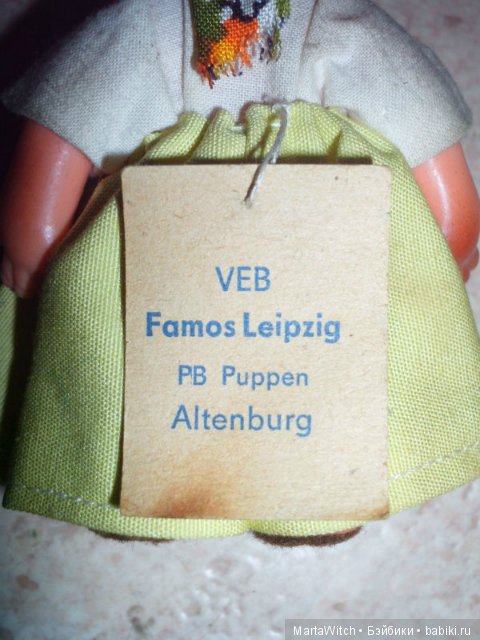 VEB
Famos Leipzig
PB Puppen
Altenburg
MartaWitch • Бэйбики • babiki.ru